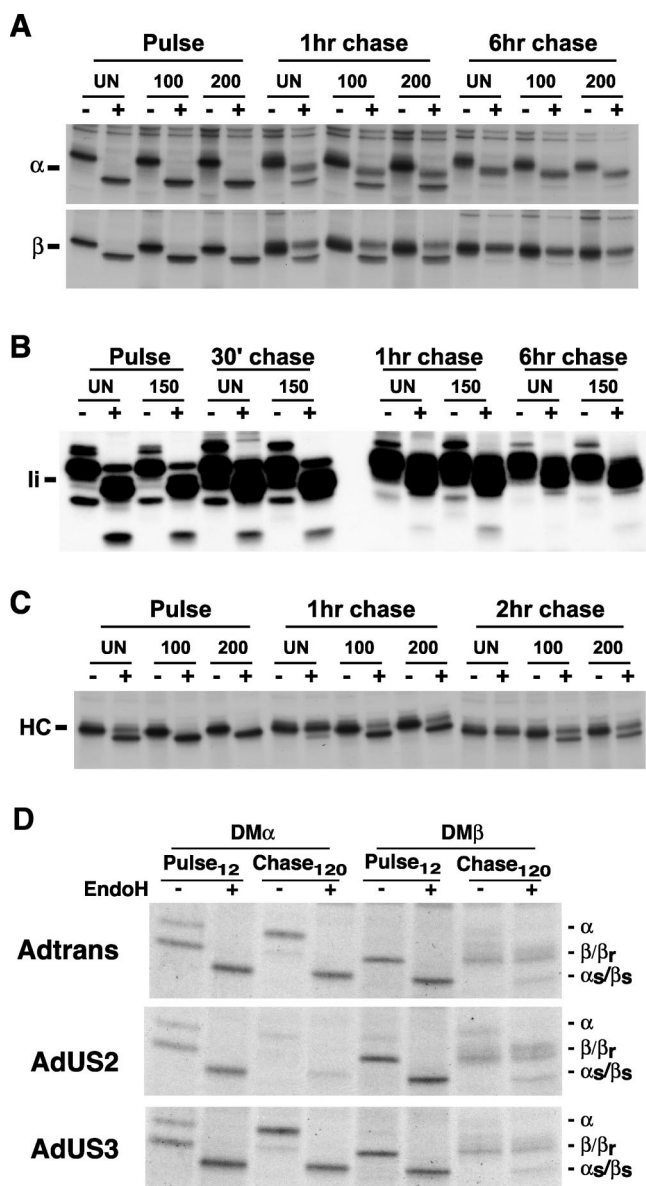 A
Pulse 1hr chase 6hr chase
UN 100 200 UN 100 200 UN 100 200
- + - + - + - + - + - + - + - + - +
α
β
B
Pulse 30' chase 1hr chase 6hr chase
UN 150 UN 150 UN 150 UN 150
- + - + - + - + - + - + - + - +
Ii
C
Pulse 1hr chase 2hr chase
UN 100 200 UN 100 200 UN 100 200
- + - + - + - + - + - + - + - + - +
HC
D
DMα DMβ
Pulse12 Chase120 Pulse12 Chase120
EndoH - + - + - + - +
Adtrans
- α
- β/βr
- αs/βs
AdUS2
- α
- β/βr
- αs/βs
AdUS3
- α
- β/βr
- αs/βs